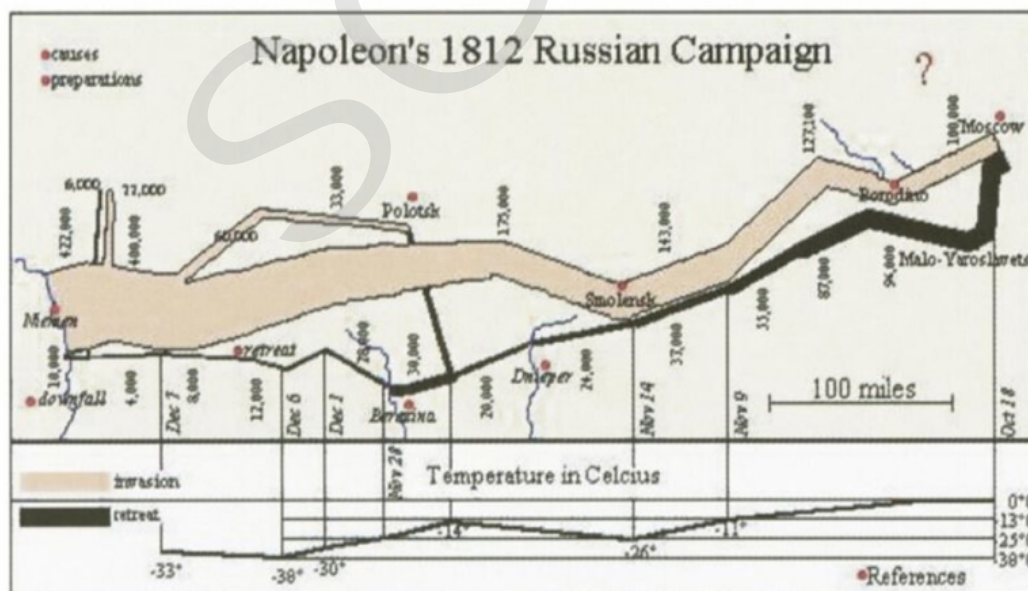 Napoleon's 1812 Russian Campaign
causes
preparations
?
Moscow
100,000
127,100
Borodino
6,000
77,000
422,000
400,000
60,000
33,000
Polotsk
175,000
143,000
Smolensk
Malo-Yaroslavets
96,000
87,000
55,000
37,000
24,000
Dnieper
20,000
30,000
28,000
Berezina
12,000
8,000
4,000
10,000
Niemen
retreat
downfall
100 miles
Dec 7
Dec 6
Dec 1
Nov 28
Nov 14
Nov 9
Oct 18
Temperature in Celcius
invasion
retreat
0°
-13°
-25°
-38°
-33°
-38°
-30°
-14°
-26°
-11°
References